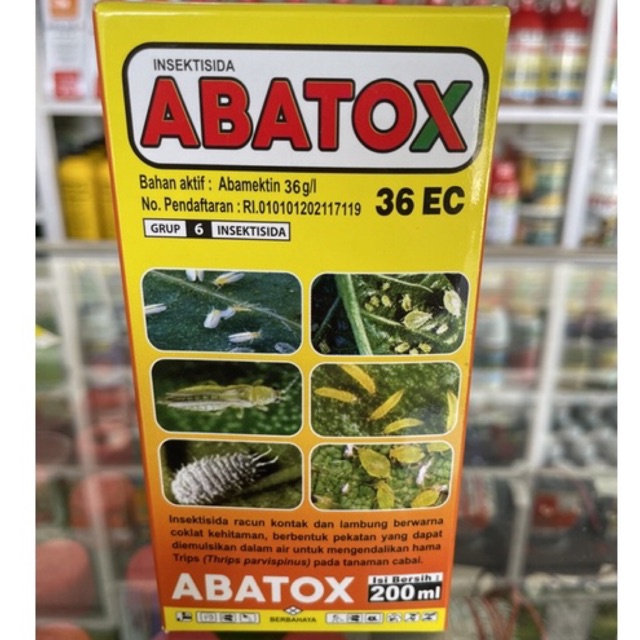 INSEKTISIDA
ABATOX
Bahan aktif : Abamektin 36 g/l
No. Pendaftaran : RI.010101202117119
36 EC
GRUP 6 INSEKTISIDA
Insektisida racun kontak dan lambung berwarna
coklat kehitaman, berbentuk pekatan yang dapat
diemulsikan dalam air untuk mengendalikan hama
Trips (Thrips parvispinus) pada tanaman cabai.
ABATOX
Isi Bersih :
200 ml
BERBAHAYA